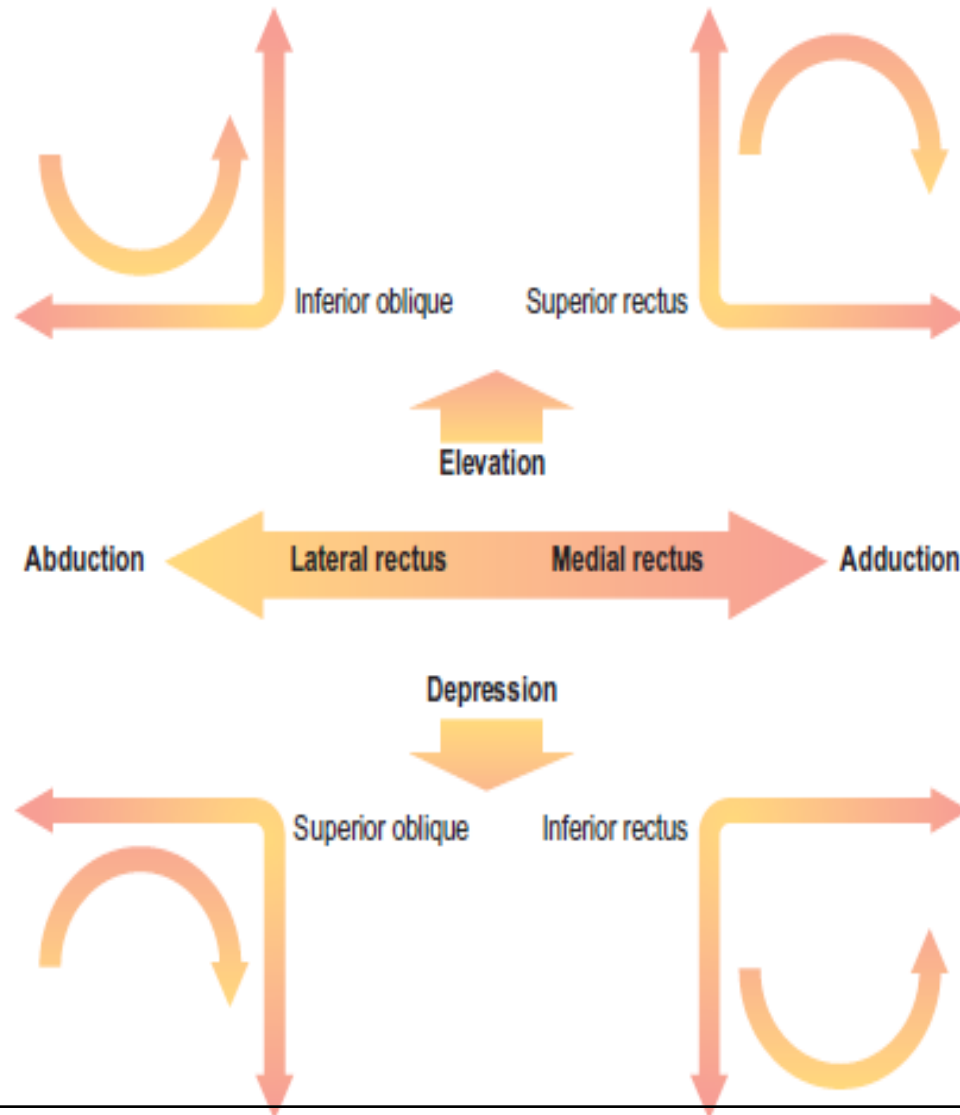 Inferior oblique
Superior rectus
Elevation
Abduction
Lateral rectus
Medial rectus
Adduction
Depression
Superior oblique
Inferior rectus